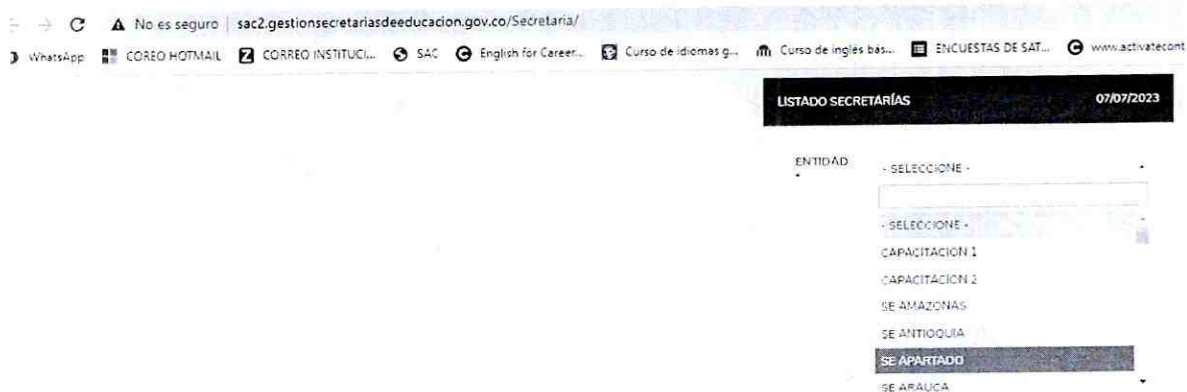 No es seguro | sac2.gestionsecretariasdeeducacion.gov.co/Secretaria/
WhatsApp COREO HOTMAIL CORREO INSTITUCI... SAC English for Career... Curso de idiomas g... Curso de inglés bás... ENCUESTAS DE SAT... www.activatecont
LISTADO SECRETARÍAS 07/07/2023
ENTIDAD - SELECCIONE -
*
- SELECCIONE -
CAPACITACION 1
CAPACITACION 2
SE AMAZONAS
SE ANTIOQUIA
SE APARTADO
SE ARAUCA